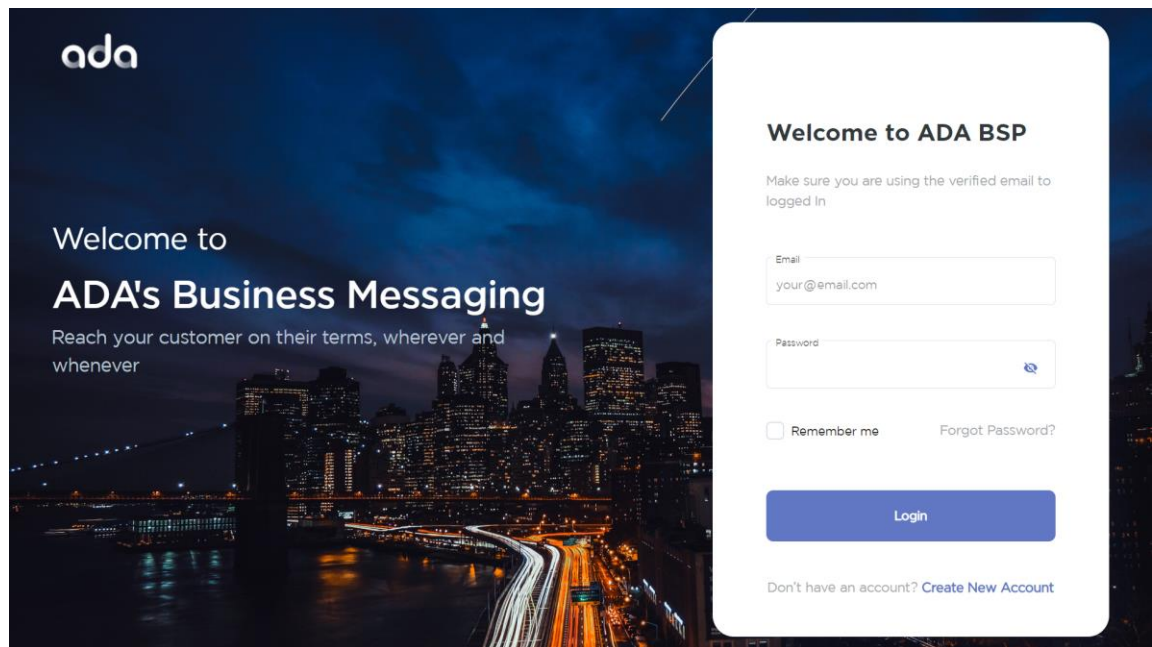 ada
Welcome to
ADA's Business Messaging
Reach your customer on their terms, wherever and
whenever
Welcome to ADA BSP
Make sure you are using the verified email to
logged In
Email
your@email.com
Password
Remember me
Forgot Password?
Login
Don't have an account? Create New Account